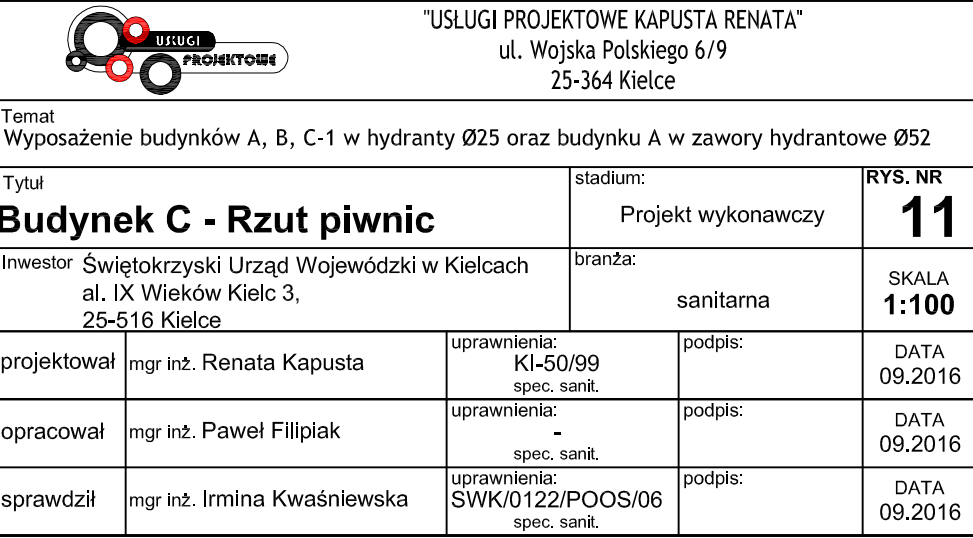 USŁUGI
PROJEKTOWE
"USŁUGI PROJEKTOWE KAPUSTA RENATA"
ul. Wojska Polskiego 6/9
25-364 Kielce
Temat
Wyposażenie budynków A, B, C-1 w hydranty Ø25 oraz budynku A w zawory hydrantowe Ø52
Tytuł
Budynek C - Rzut piwnic
stadium:
Projekt wykonawczy
RYS. NR
11
Inwestor Świętokrzyski Urząd Wojewódzki w Kielcach
al. IX Wieków Kielc 3,
25-516 Kielce
branża:
sanitarna
SKALA
1:100
projektował
mgr inż. Renata Kapusta
uprawnienia:
KI-50/99
spec. sanit.
podpis:
DATA
09.2016
opracował
mgr inż. Paweł Filipiak
uprawnienia:
-
spec. sanit.
podpis:
DATA
09.2016
sprawdził
mgr inż. Irmina Kwaśniewska
uprawnienia:
SWK/0122/POOS/06
spec. sanit.
podpis:
DATA
09.2016